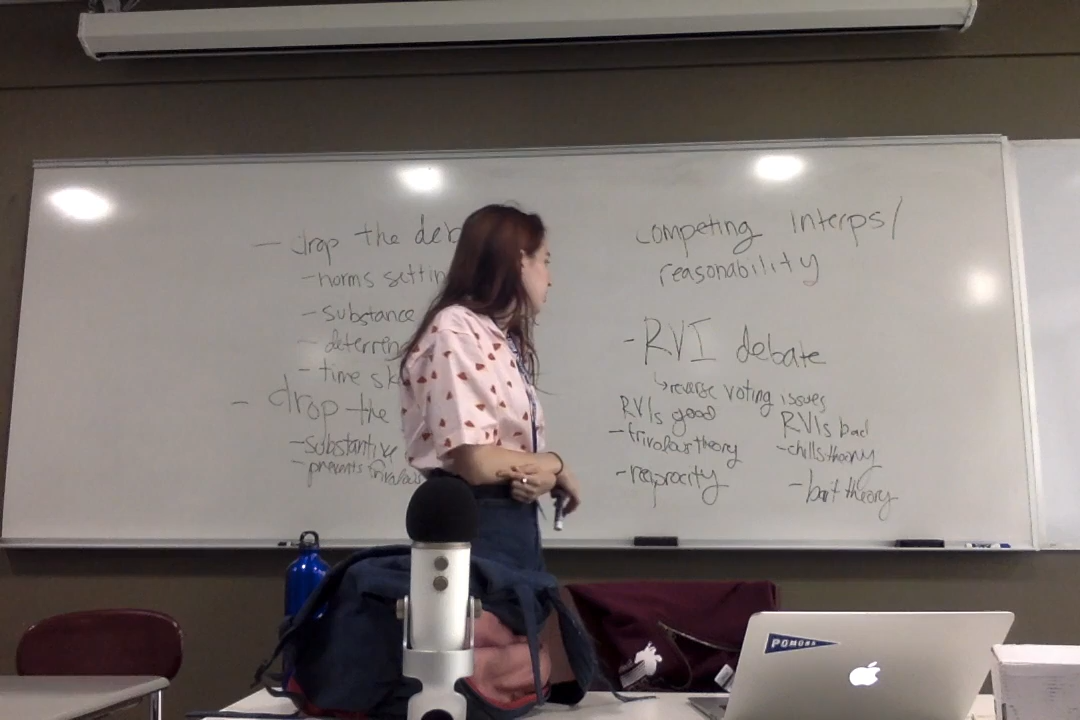 - drop the deb
- norms settin
- substance
- deterren
- time sk
- drop the
- substantive
- prevents frivolous
competing interps/
reasonability
- RVI debate
↳ reverse voting issues
RVIs good
- frivolous theory
- reciprocity
RVIs bad
- chills theory
- bait theory
POMONA